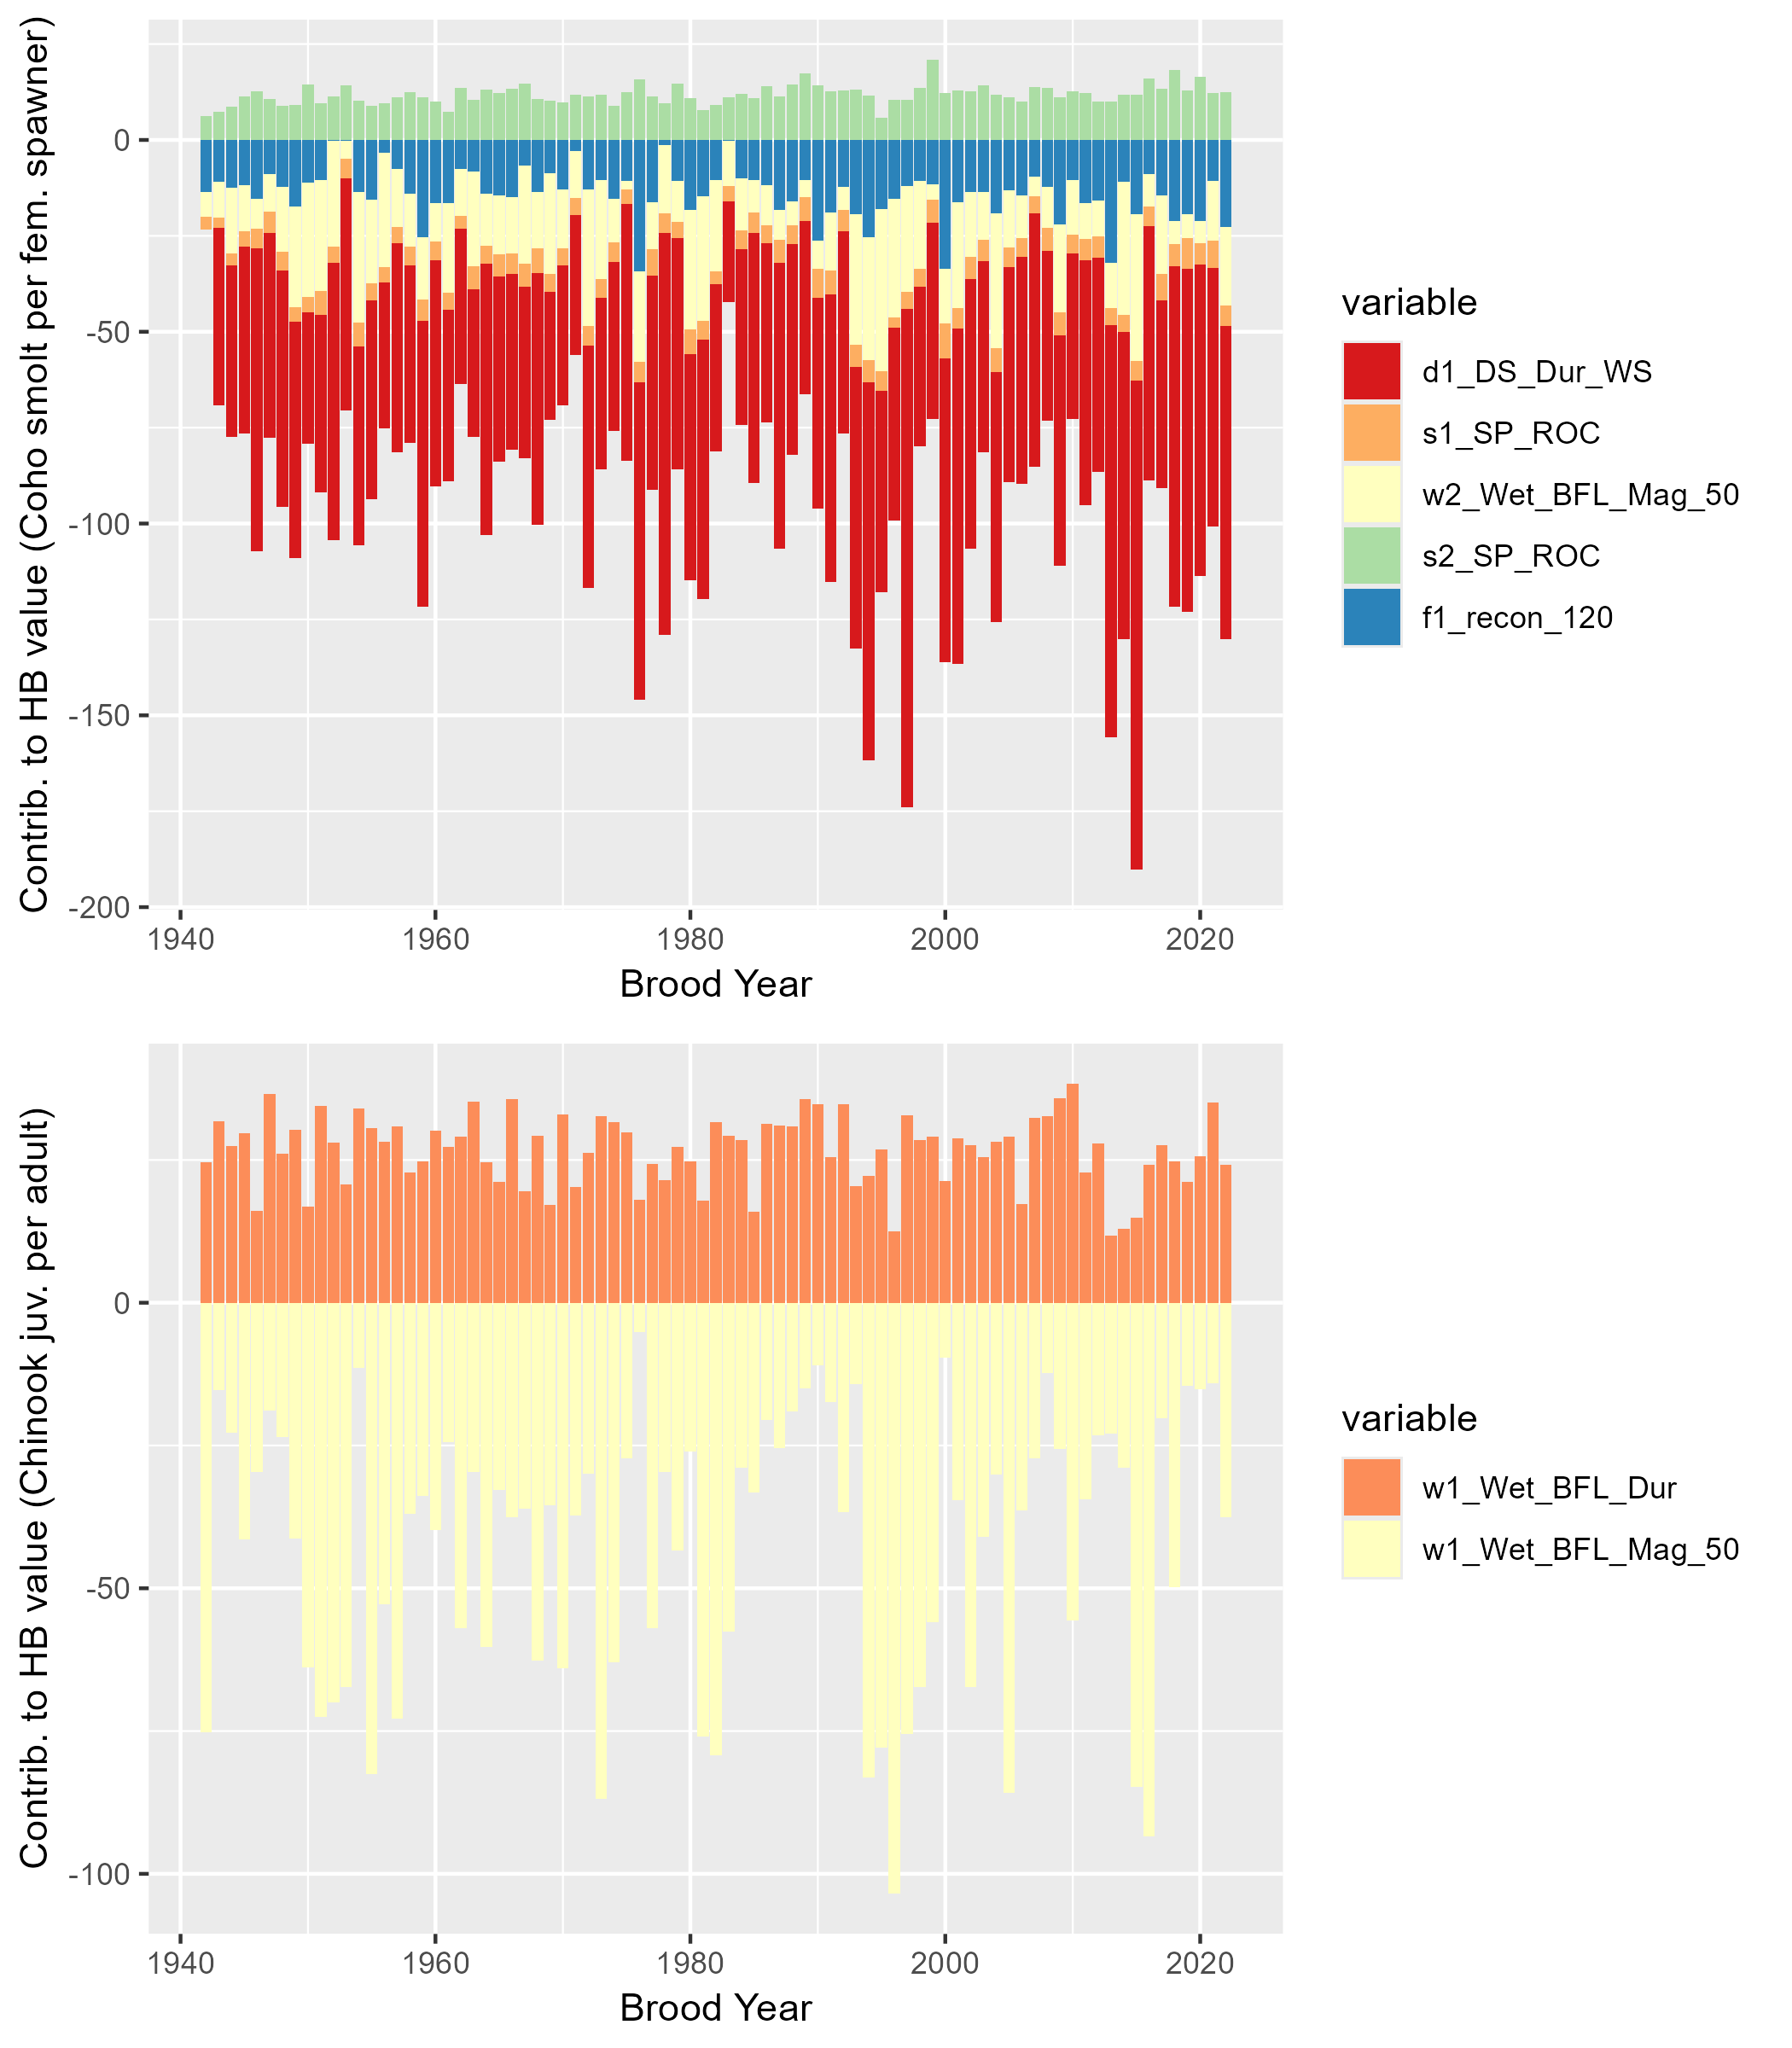 Contrib. to HB value (Coho smolt per fem. spawner)
0
-50
-100
-150
-200
1940 1960 1980 2000 2020
Brood Year
variable
d1_DS_Dur_WS
s1_SP_ROC
w2_Wet_BFL_Mag_50
s2_SP_ROC
f1_recon_120
Contrib. to HB value (Chinook juv. per adult)
0
-50
-100
1940 1960 1980 2000 2020
Brood Year
variable
w1_Wet_BFL_Dur
w1_Wet_BFL_Mag_50